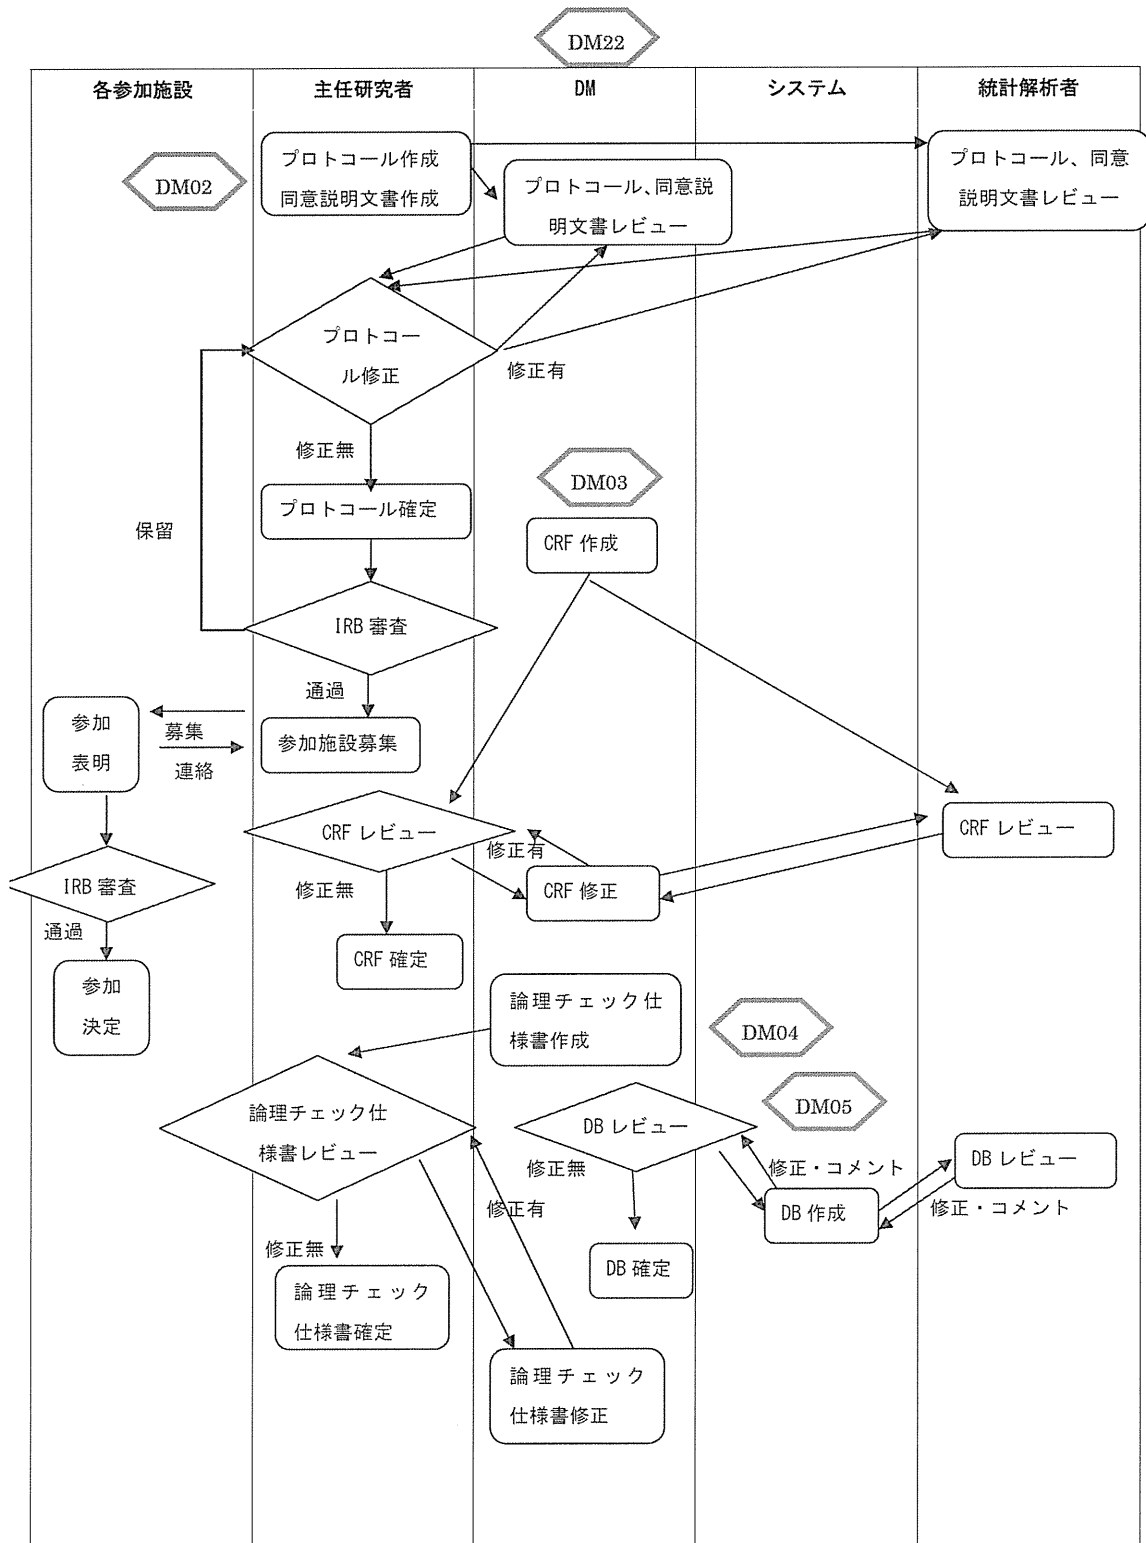 DM22
各参加施設
主任研究者
DM
システム
統計解析者
DM02
プロトコール作成
同意説明文書作成
プロトコール、同意説
明文書レビュー
プロトコール、同意
説明文書レビュー
プロトコー
ル修正
修正有
修正無
DM03
プロトコール確定
保留
CRF 作成
IRB 審査
通過
参加
表明
募集
連絡
参加施設募集
CRF レビュー
修正有
CRF レビュー
IRB 審査
修正無
CRF 修正
通過
CRF 確定
参加
決定
論理チェック仕
様書作成
DM04
DM05
論理チェック仕
様書レビュー
DB レビュー
修正無
修正・コメント
DB レビュー
修正有
DB 作成
修正・コメント
修正無
DB 確定
論理チェック
仕様書確定
論理チェック
仕様書修正